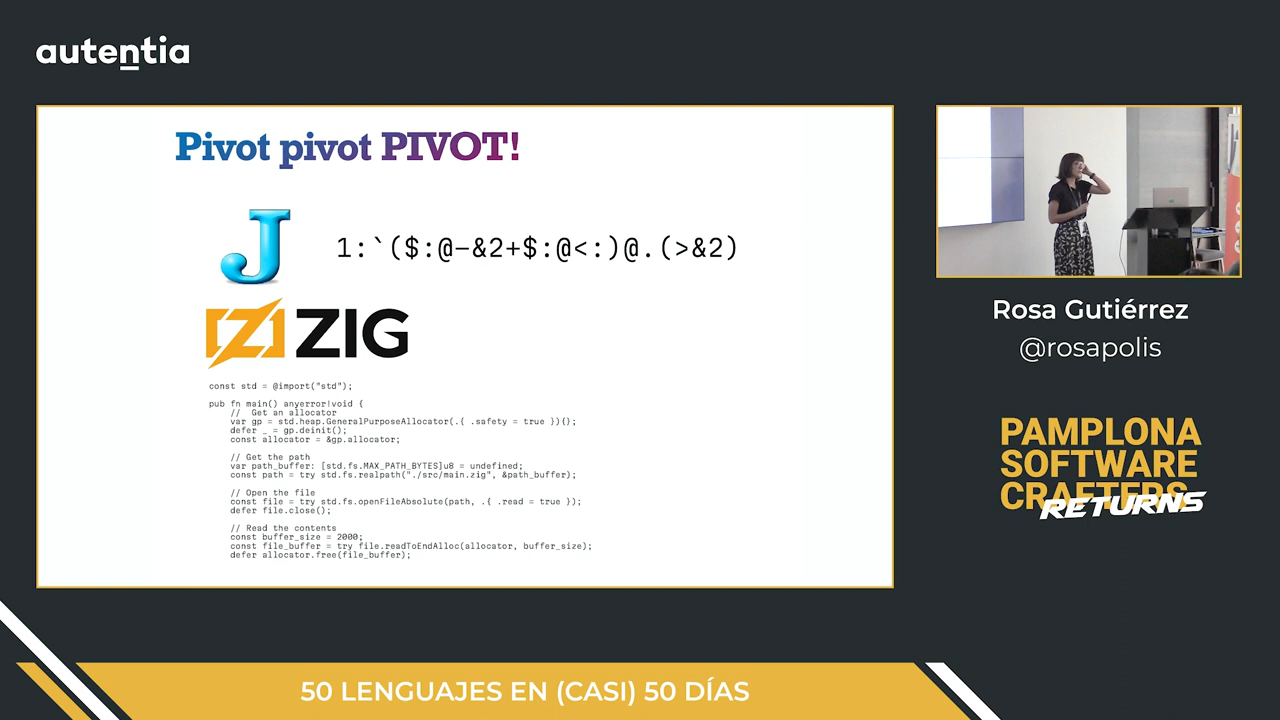 autentia
Pivot pivot PIVOT!
J
1:`($:@-&2+$:@<:)@.(>&2)
Z ZIG
const std = @import("std");
pub fn main() anyerror!void {
// Get an allocator
var gp = std.heap.GeneralPurposeAllocator(.{ .safety = true }){};
defer _ = gp.deinit();
const allocator = &gp.allocator;
// Get the path
var path_buffer: [std.fs.MAX_PATH_BYTES]u8 = undefined;
const path = try std.fs.realpath("./src/main.zig", &path_buffer);
// Open the file
const file = try std.fs.openFileAbsolute(path, .{ .read = true });
defer file.close();
// Read the contents
const buffer_size = 2000;
const file_buffer = try file.readToEndAlloc(allocator, buffer_size);
defer allocator.free(file_buffer);
Rosa Gutiérrez
@rosapolis
PAMPLONA
SOFTWARE
CRAFTERS
RETURNS
50 LENGUAJES EN (CASI) 50 DÍAS